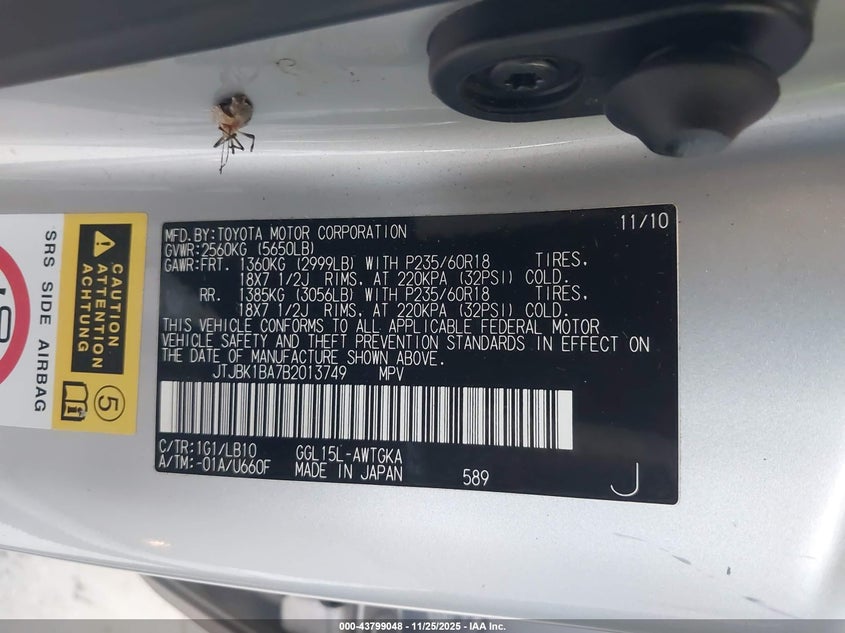 11/10
MFD.BY:TOYOTA MOTOR CORPORATION
GVWR:2560KG (5650LB)
GAWR:FRT. 1360KG (2999LB) WITH P235/60R18 TIRES,
18X7 1/2J RIMS, AT 220KPA (32PSI) COLD.
RR. 1385KG (3056LB) WITH P235/60R18 TIRES,
18X7 1/2J RIMS, AT 220KPA (32PSI) COLD.
THIS VEHICLE CONFORMS TO ALL APPLICABLE FEDERAL MOTOR
VEHICLE SAFETY AND THEFT PREVENTION STANDARDS IN EFFECT ON
THE DATE OF MANUFACTURE SHOWN ABOVE.
JTJBK1BA7B2013749 MPV
C/TR:1G1/LB10 GGL15L-AWTGKA
A/TM:-01A/U660F MADE IN JAPAN 589 J
CAUTION
ATTENTION
ACHTUNG
5
SRS SIDE AIRBAG
000-43799048 - 11/25/2025 - IAA Inc.